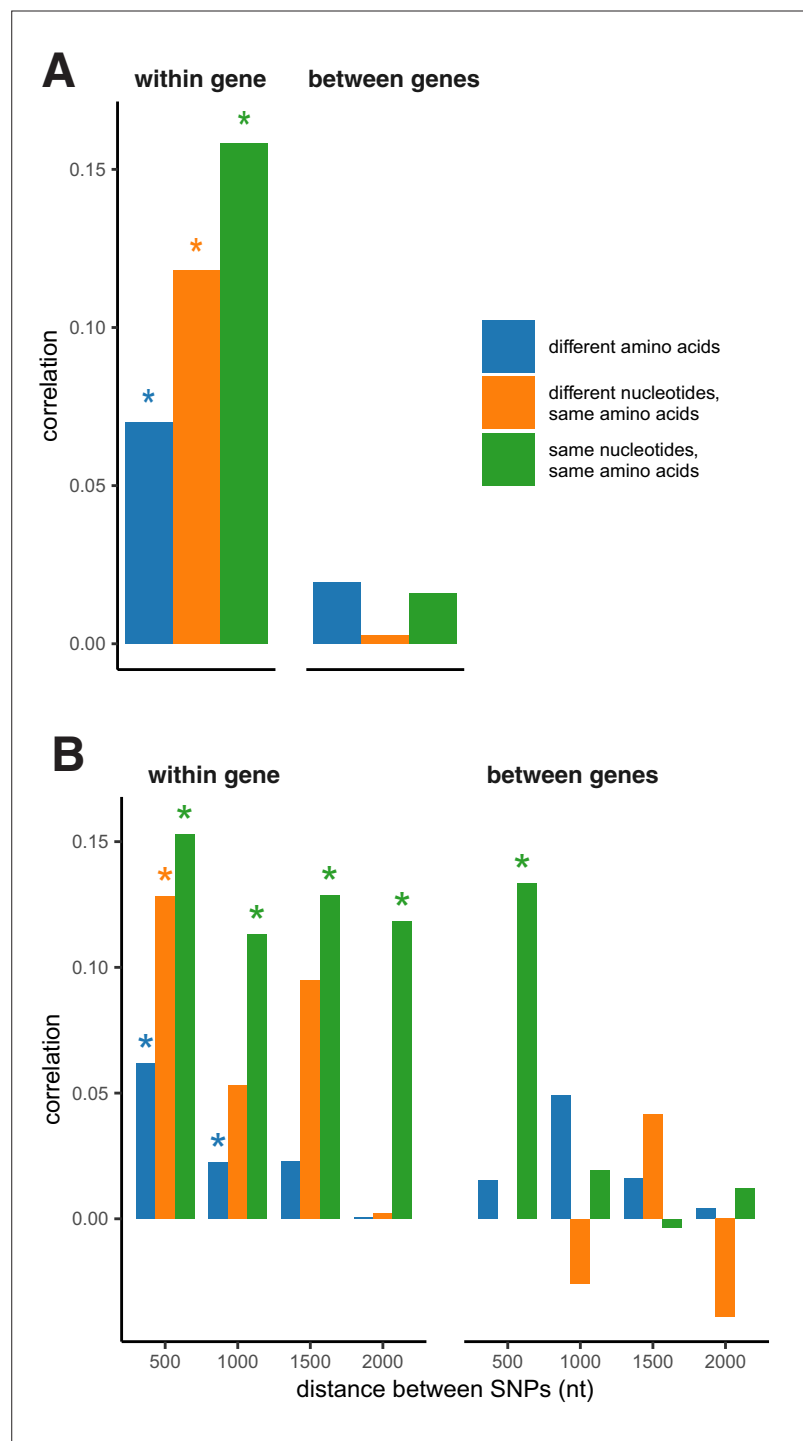 A
within gene between genes
*
0.15
*
0.10
*
0.05
0.00
correlation
different amino acids
different nucleotides,
same amino acids
same nucleotides,
same amino acids
B
within gene between genes
* * * * * * * *
0.15
0.10
0.05
0.00
correlation
500 1000 1500 2000 500 1000 1500 2000
distance between SNPs (nt)